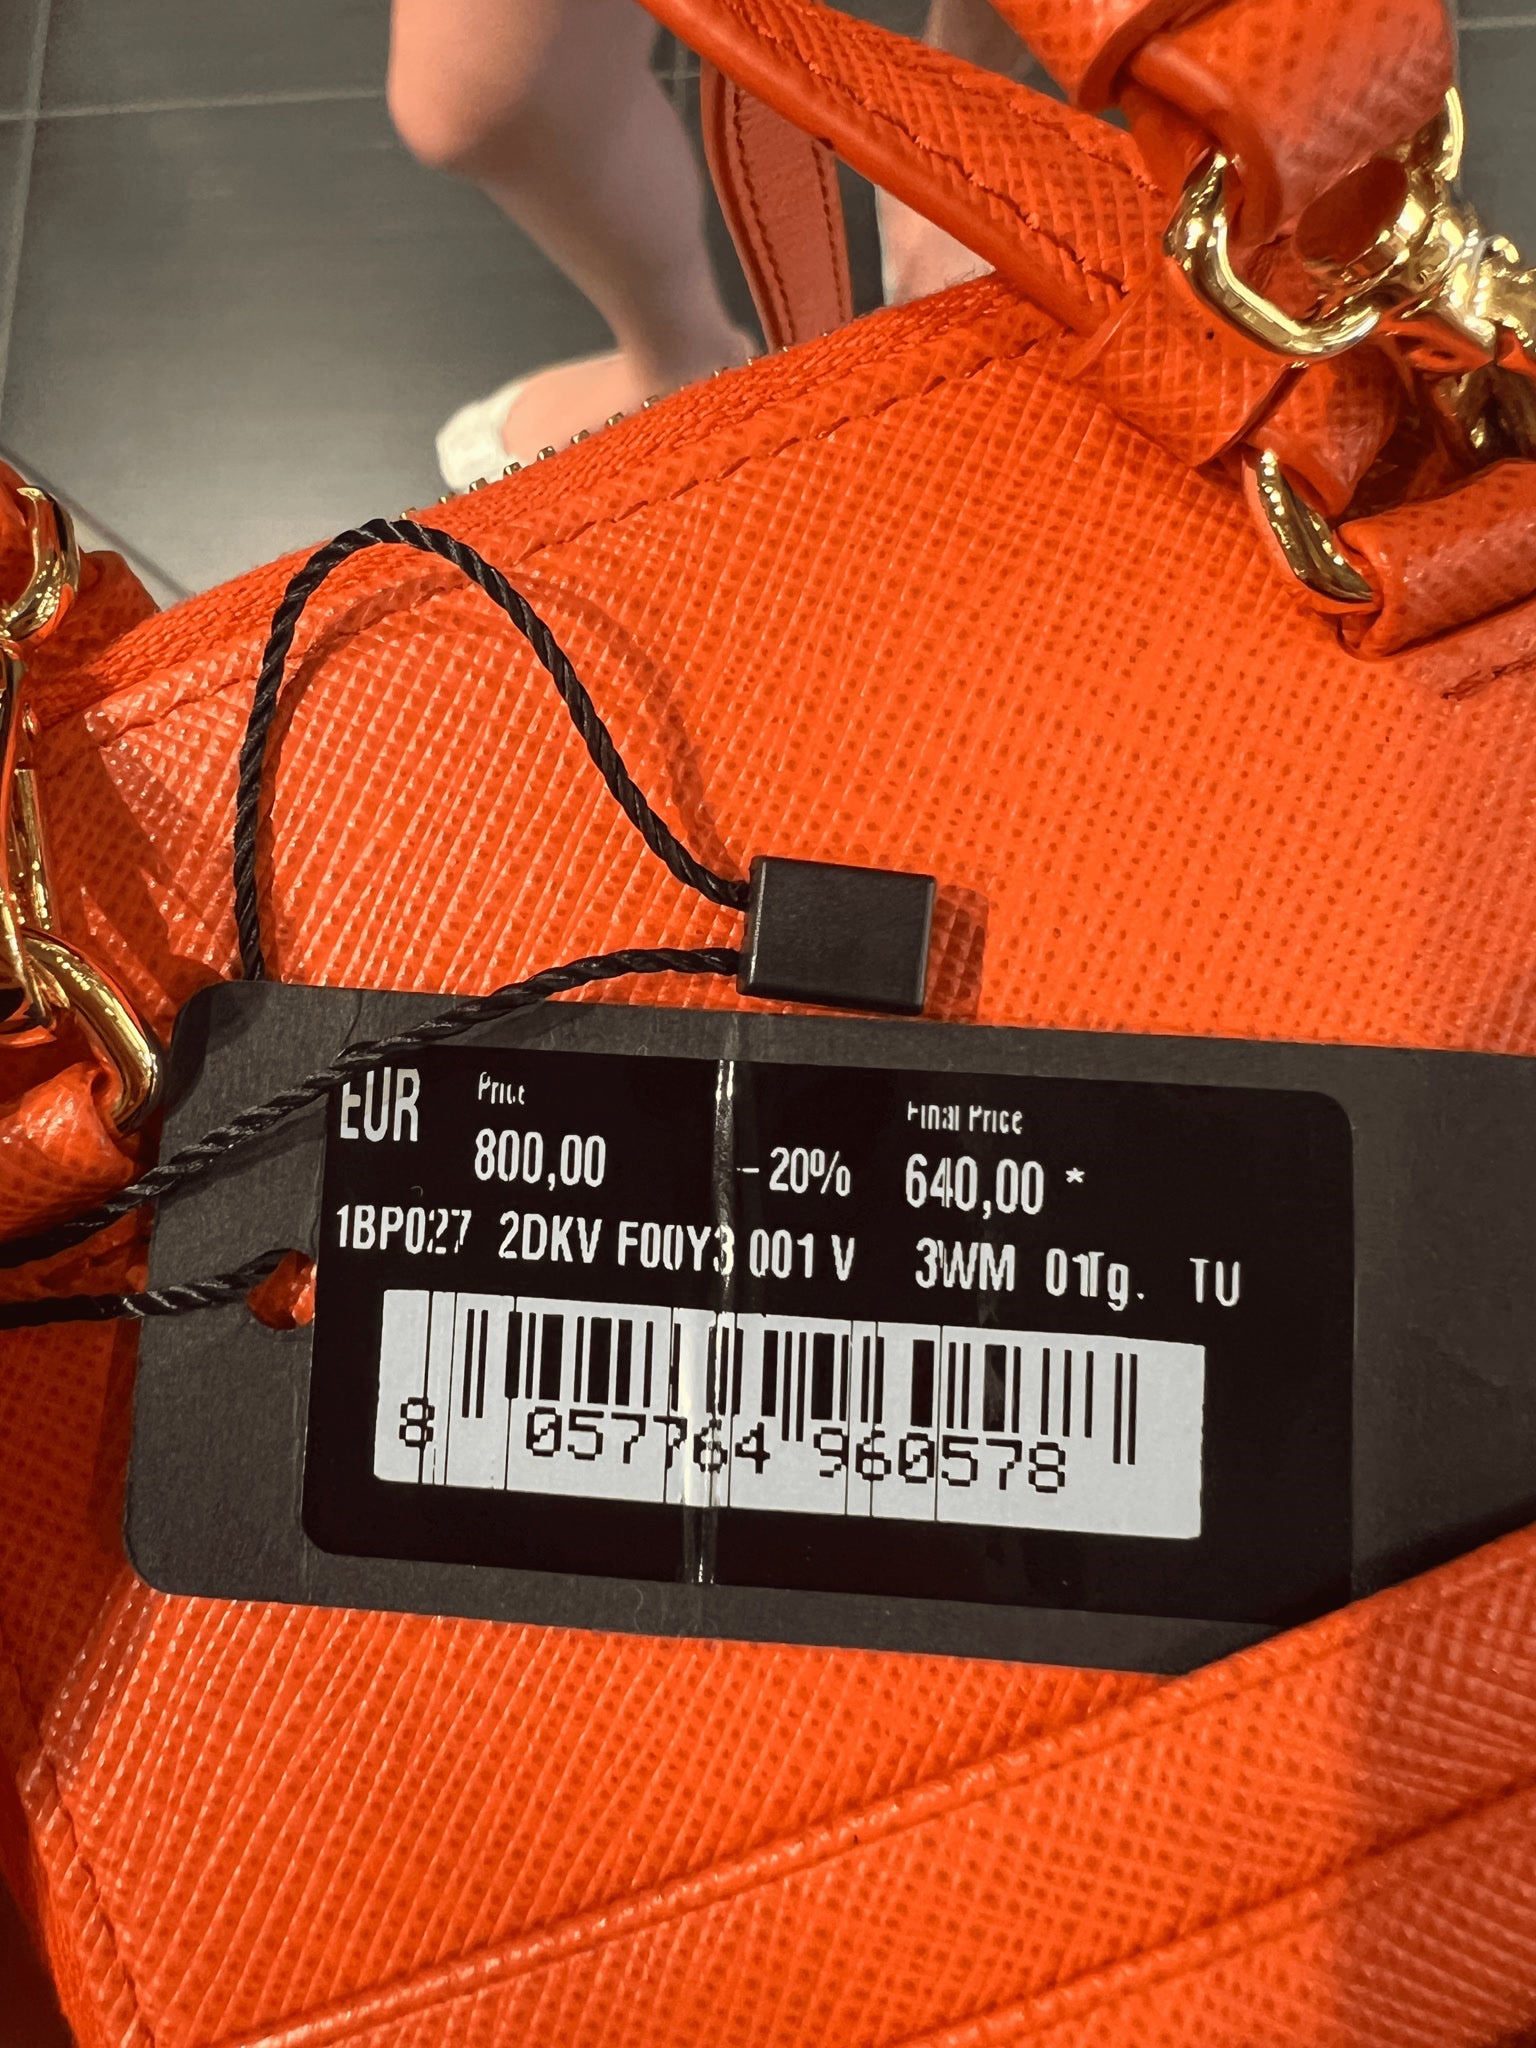 EUR Price Final Price
800,00 - 20% 640,00 *
1BP027 2DKV F00Y3 001 V 3WM 01Tg. TU
8 057764 960578